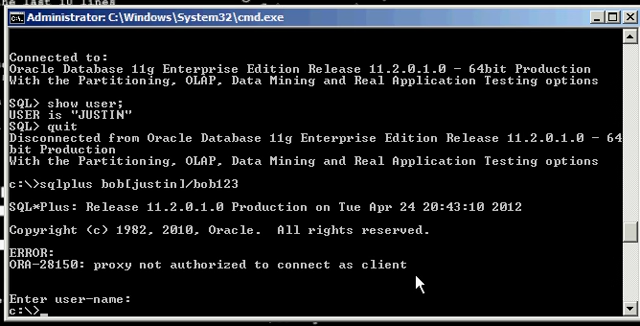 the last 10 lines
Administrator: C:\Windows\System32\cmd.exe
Connected to:
Oracle Database 11g Enterprise Edition Release 11.2.0.1.0 - 64bit Production
With the Partitioning, OLAP, Data Mining and Real Application Testing options
SQL> show user;
USER is "JUSTIN"
SQL> quit
Disconnected from Oracle Database 11g Enterprise Edition Release 11.2.0.1.0 - 64
bit Production
With the Partitioning, OLAP, Data Mining and Real Application Testing options
c:\>sqlplus bob[justin]/bob123
SQL*Plus: Release 11.2.0.1.0 Production on Tue Apr 24 20:43:10 2012
Copyright (c) 1982, 2010, Oracle.  All rights reserved.
ERROR:
ORA-28150: proxy not authorized to connect as client
Enter user-name:
c:\>_